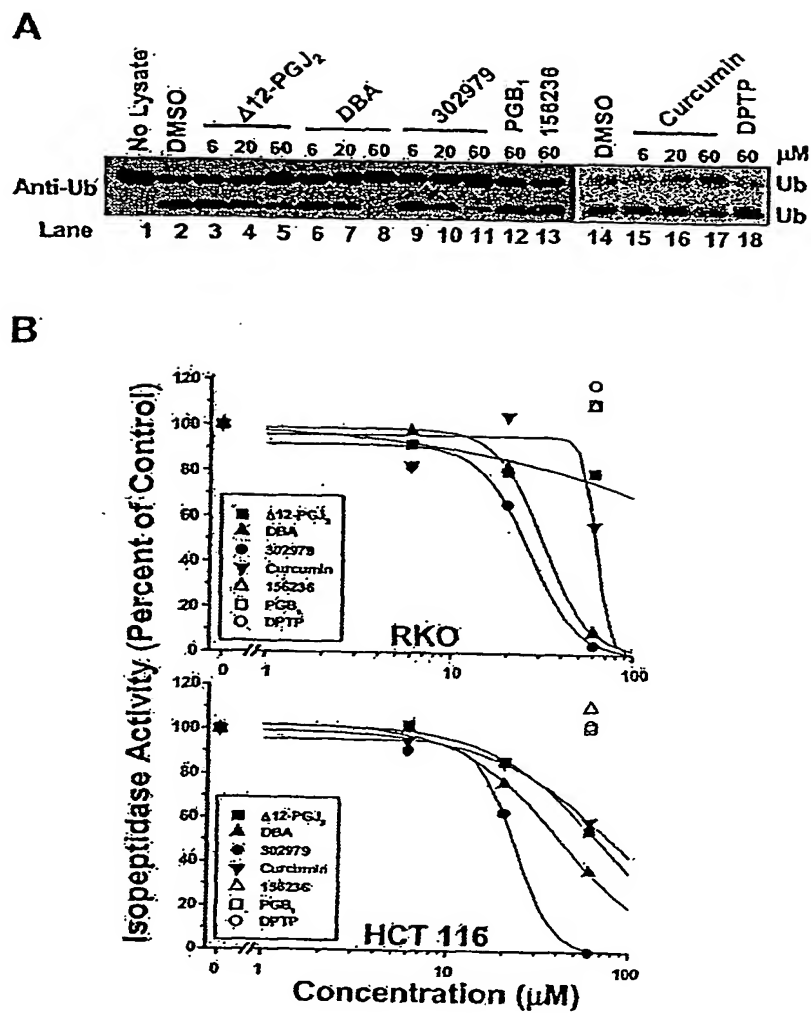 A
No Lysate
DMSO
Δ12-PGJ2
DBA
302979
PGB1
156236
DMSO
Curcumin
DPTP
6 20 60 6 20 60 6 20 60 60 60 6 20 60 60 μM
Anti-Ub
Ub
Ub
Lane 1 2 3 4 5 6 7 8 9 10 11 12 13 14 15 16 17 18
B
Isopeptidase Activity (Percent of Control)
120
100
80
60
40
20
0
Δ12-PGJ2
DBA
302979
Curcumin
156236
PGB1
DPTP
RKO
0 1 10 100
120
100
80
60
40
20
0
Δ12-PGJ2
DBA
302979
Curcumin
156236
PGB1
DPTP
HCT 116
0 1 10 100
Concentration (μM)